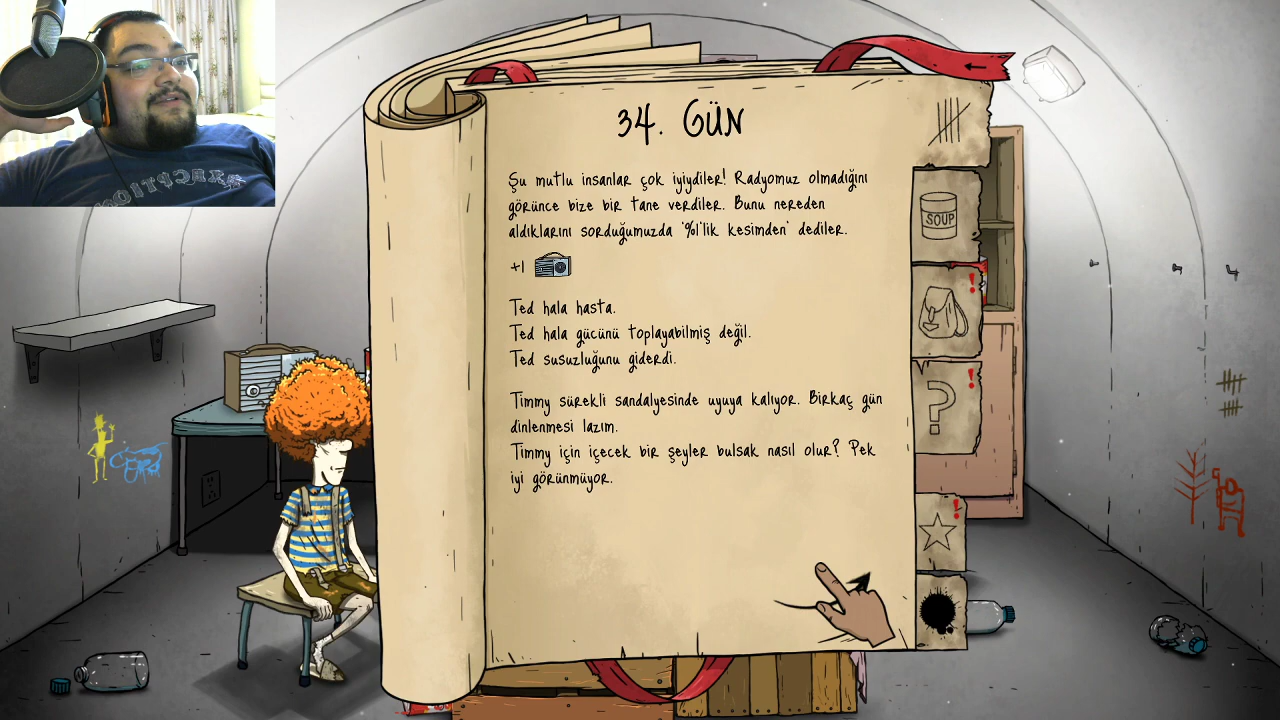 34. GÜN
Şu mutlu insanlar çok iyiydiler! Radyomuz olmadığını
görünce bize bir tane verdiler. Bunu nereden
aldıklarını sorduğumuzda '%1'lik kesimden' dediler.
+1
Ted hala hasta.
Ted hala gücünü toplayabilmiş değil.
Ted susuzluğunu giderdi.
Timmy sürekli sandalyesinde uyuya kalıyor. Birkaç gün
dinlenmesi lazım.
Timmy için içecek bir şeyler bulsak nasıl olur? Pek
iyi görünmüyor.
SOUP
!
!
?
!